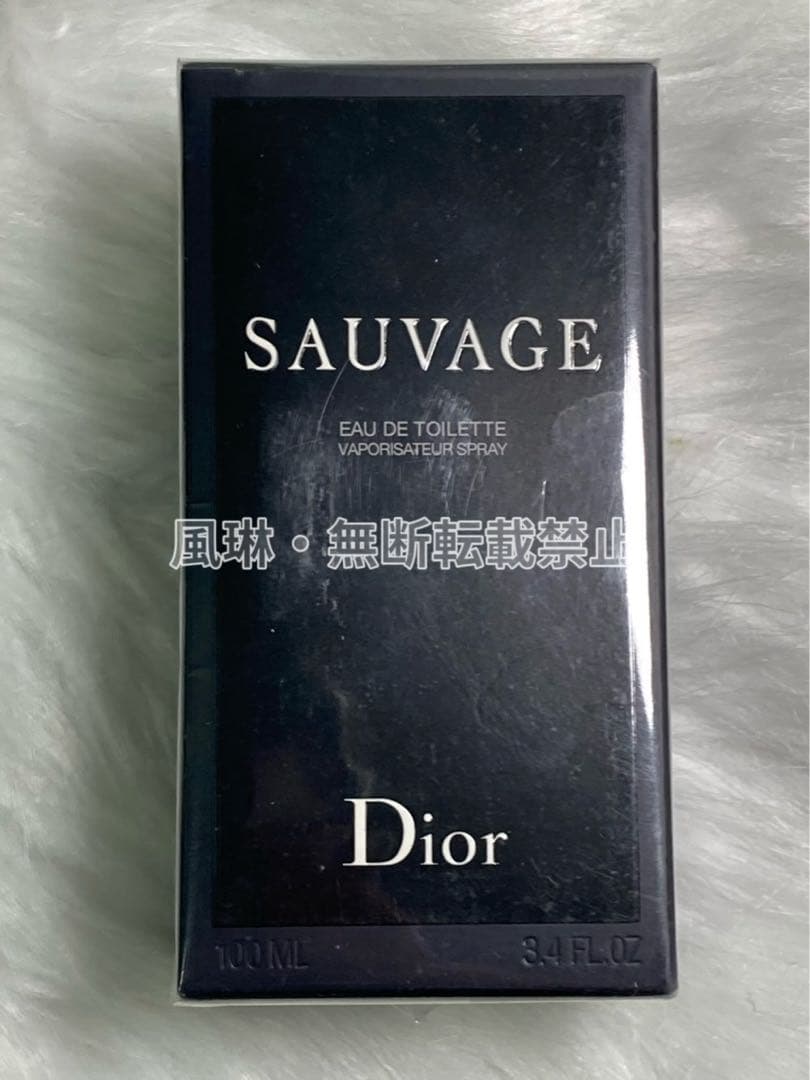 SAUVAGE
EAU DE TOILETTE
VAPORISATEUR SPRAY
風琳・無断転載禁止
Dior
100 ML 3.4 FL.OZ